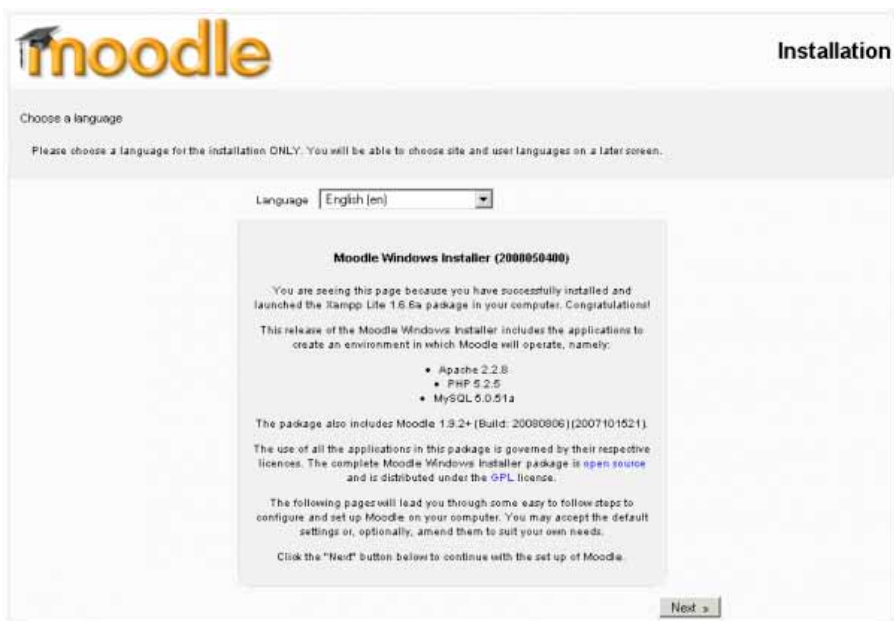 moodle
Installation
Choose a language
Please choose a language for the installation ONLY. You will be able to choose site and user languages on a later screen.
Language English (en)
Moodle Windows Installer (2008050400)
You are seeing this page because you have successfully installed and
launched the Xampp Lite 1.6.6a package in your computer. Congratulations!
This release of the Moodle Windows Installer includes the applications to
create an environment in which Moodle will operate, namely:
• Apache 2.2.8
• PHP 5.2.5
• MySQL 5.0.51a
The package also includes Moodle 1.9.2+ (Build: 20080806) (2007101521).
The use of all the applications in this package is governed by their respective
licences. The complete Moodle Windows Installer package is open source
and is distributed under the GPL license.
The following pages will lead you through some easy to follow steps to
configure and set up Moodle on your computer. You may accept the default
settings or, optionally, amend them to suit your own needs.
Click the "Next" button below to continue with the set up of Moodle.
Next »